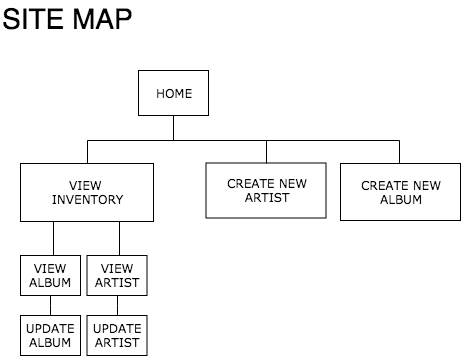 SITE MAP
HOME
VIEW
INVENTORY
CREATE NEW
ARTIST
CREATE NEW
ALBUM
VIEW
ALBUM
VIEW
ARTIST
UPDATE
ALBUM
UPDATE
ARTIST